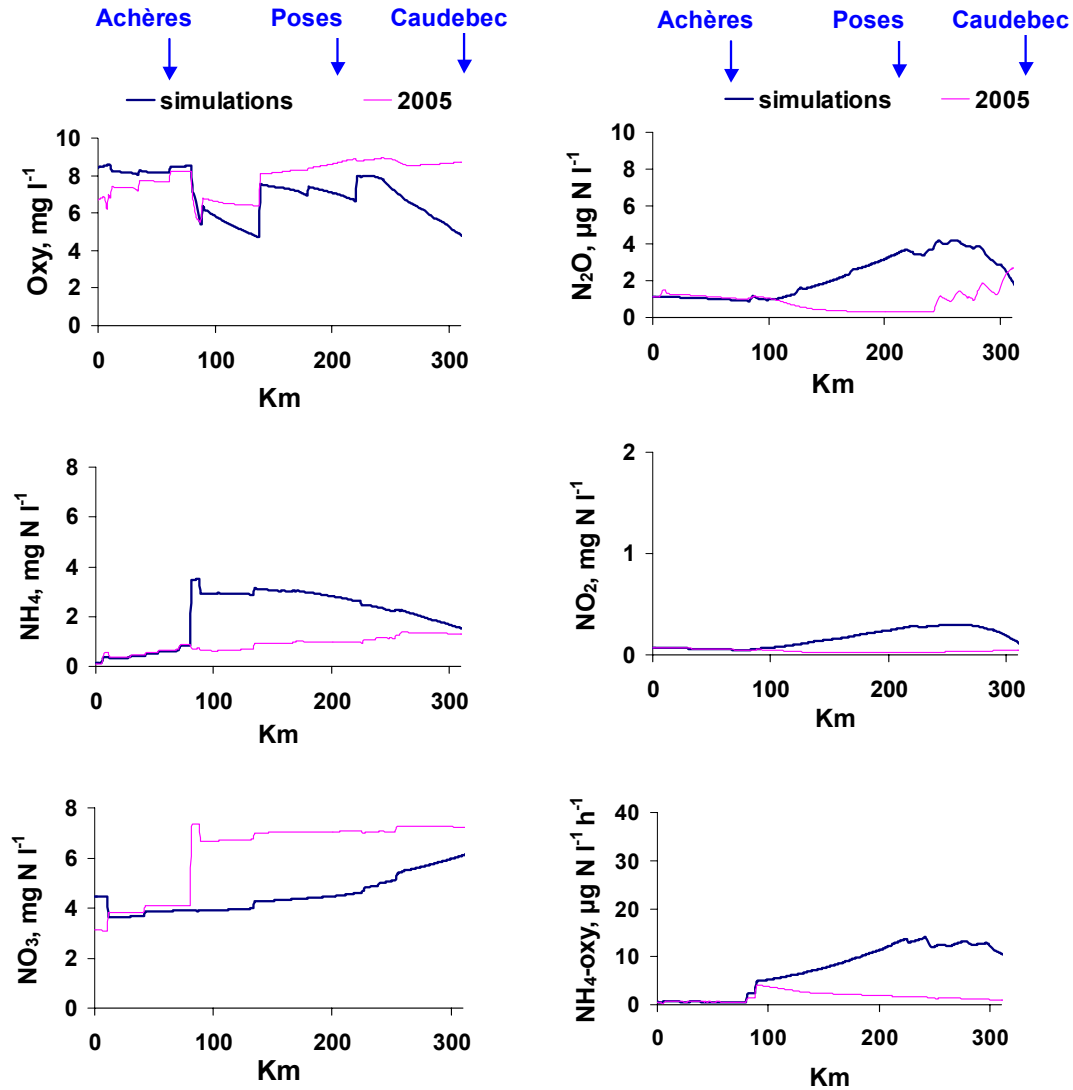 Achères Poses Caudebec
simulations 2005
Oxy, mg l-1
10
8
6
4
2
0
0 100 200 300
Km
Achères Poses Caudebec
simulations 2005
N₂O, µg N l-1
10
8
6
4
2
0
0 100 200 300
Km
NH₄, mg N l-1
8
6
4
2
0
0 100 200 300
Km
NO₂, mg N l-1
2
1
0
0 100 200 300
Km
NO₃, mg N l-1
8
6
4
2
0
0 100 200 300
Km
NH₄-oxy, µg N l-1 h-1
40
30
20
10
0
0 100 200 300
Km